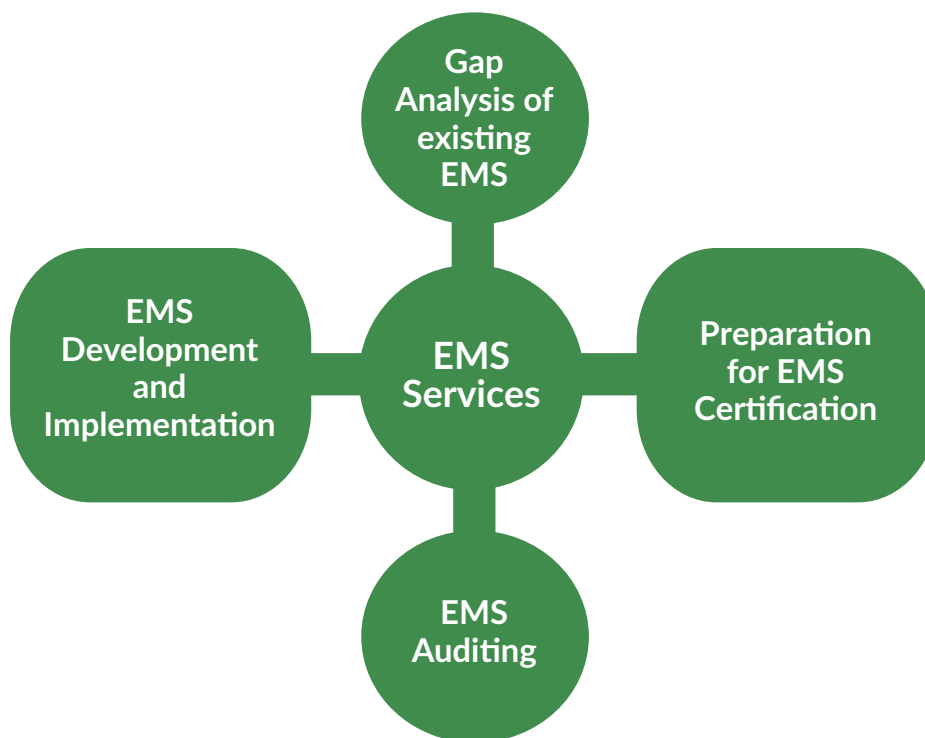 Gap
Analysis of
existing
EMS
EMS
Development
and
Implementation
EMS
Services
Preparation
for EMS
Certification
EMS
Auditing